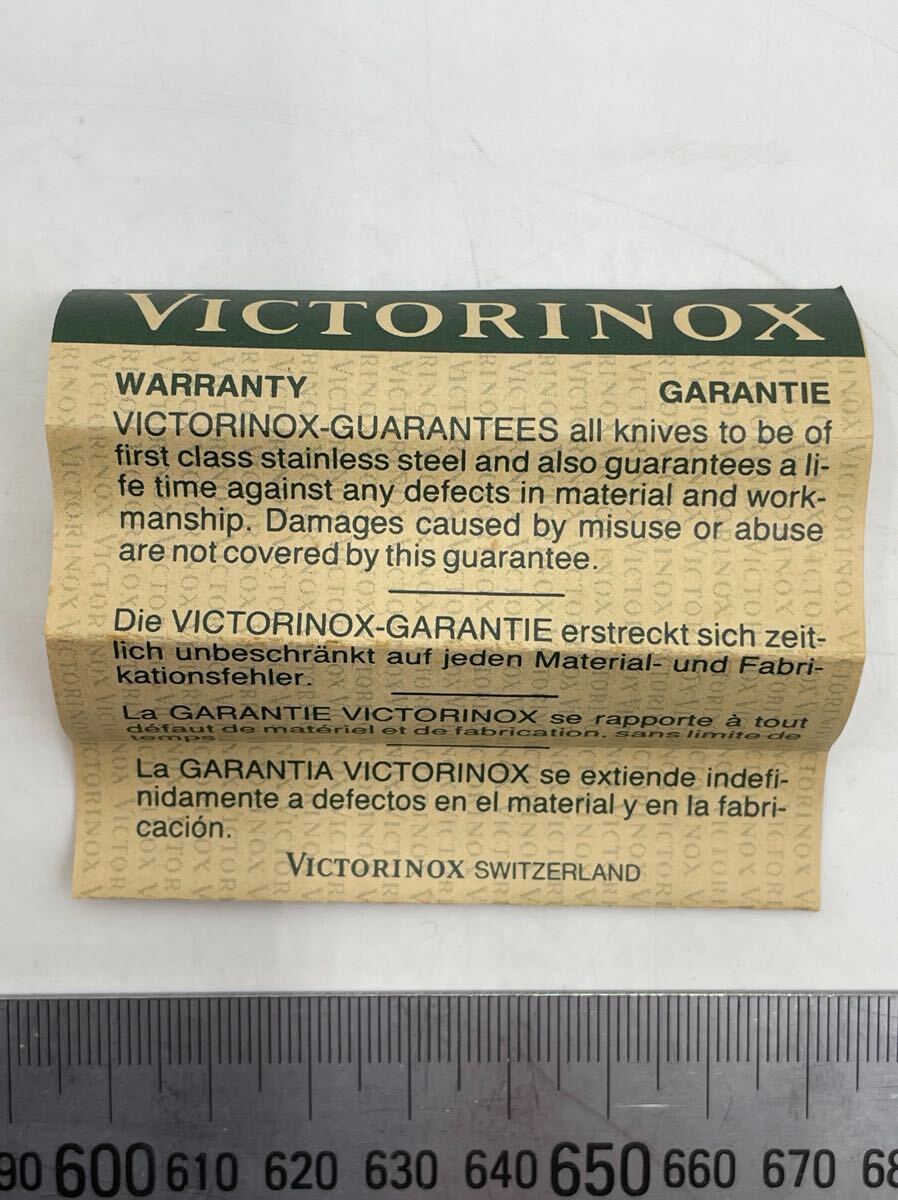 VICTORINOX
WARRANTY GARANTIE
VICTORINOX-GUARANTEES all knives to be of
first class stainless steel and also guarantees a li-
fe time against any defects in material and work-
manship. Damages caused by misuse or abuse
are not covered by this guarantee.
Die VICTORINOX-GARANTIE erstreckt sich zeit-
lich unbeschränkt auf jeden Material- und Fabri-
kationsfehler.
La GARANTIE VICTORINOX se rapporte à tout
défaut de matériel et de fabrication, sans limite de
temps.
La GARANTIA VICTORINOX se extiende indefi-
nidamente a defectos en el material y en la fabri-
cación.
VICTORINOX SWITZERLAND
90 600 610 620 630 640 650 660 670 68